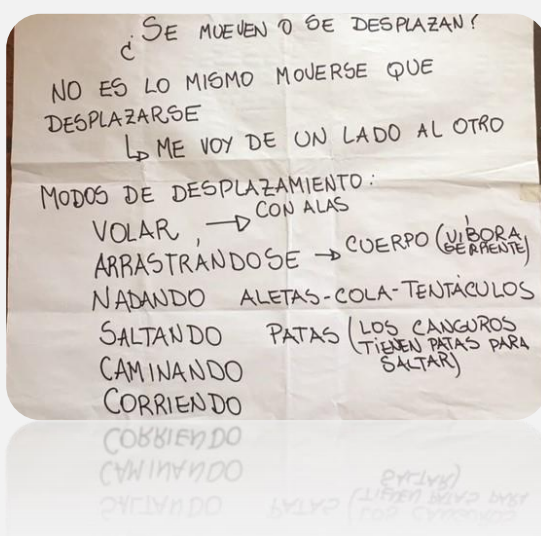 ¿SE MUEVEN O SE DESPLAZAN?
NO ES LO MISMO MOVERSE QUE
DESPLAZARSE
↳ ME VOY DE UN LADO AL OTRO
MODOS DE DESPLAZAMIENTO:
VOLAR, → CON ALAS
ARRASTRANDOSE → CUERPO (VIBORA, SERPIENTE)
NADANDO ALETAS-COLA-TENTÁCULOS
SALTANDO PATAS (LOS CANGUROS
TIENEN PATAS PARA
SALTAR)
CAMINANDO
CORRIENDO